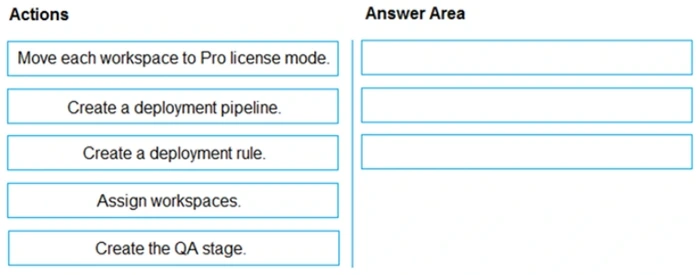 Actions
Answer Area
Move each workspace to Pro license mode.
Create a deployment pipeline.
Create a deployment rule.
Assign workspaces.
Create the QA stage.